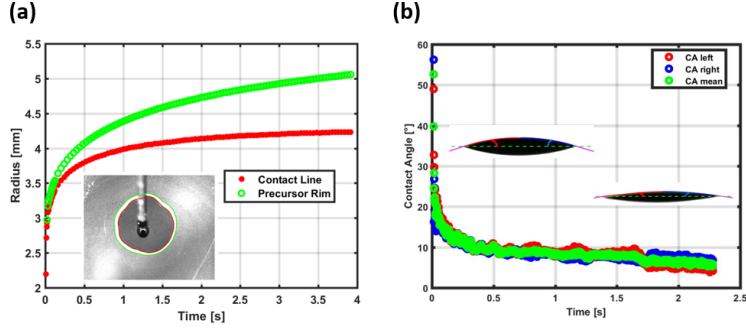 (a)
5.5
5
4.5
4
3.5
3
2.5
2
Radius [mm]
0 0.5 1 1.5 2 2.5 3 3.5 4
Time [s]
Contact Line
Precursor Rim
(b)
60
50
40
30
20
10
0
Contact Angle [°]
0 0.5 1 1.5 2 2.5
Time [s]
CA left
CA right
CA mean